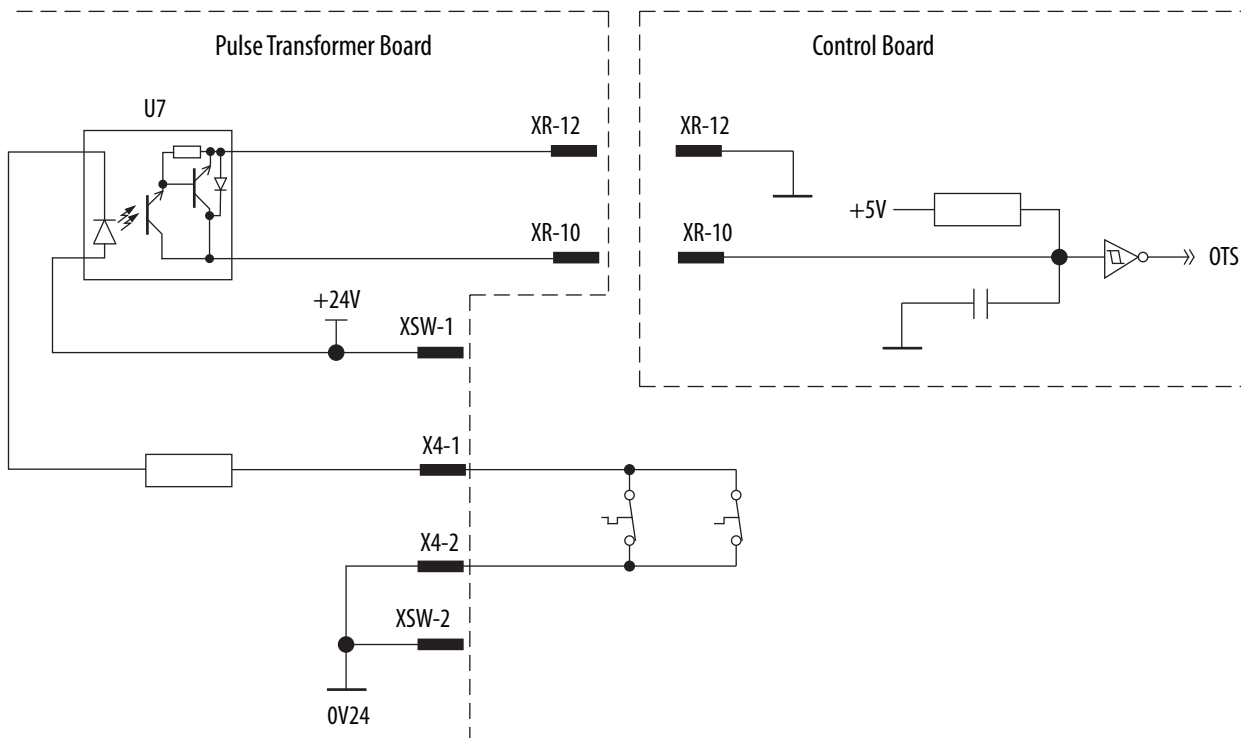 Pulse Transformer Board
Control Board
U7
XR-12
XR-12
+5V
XR-10
XR-10
OTS
+24V
XSW-1
X4-1
X4-2
XSW-2
0V24